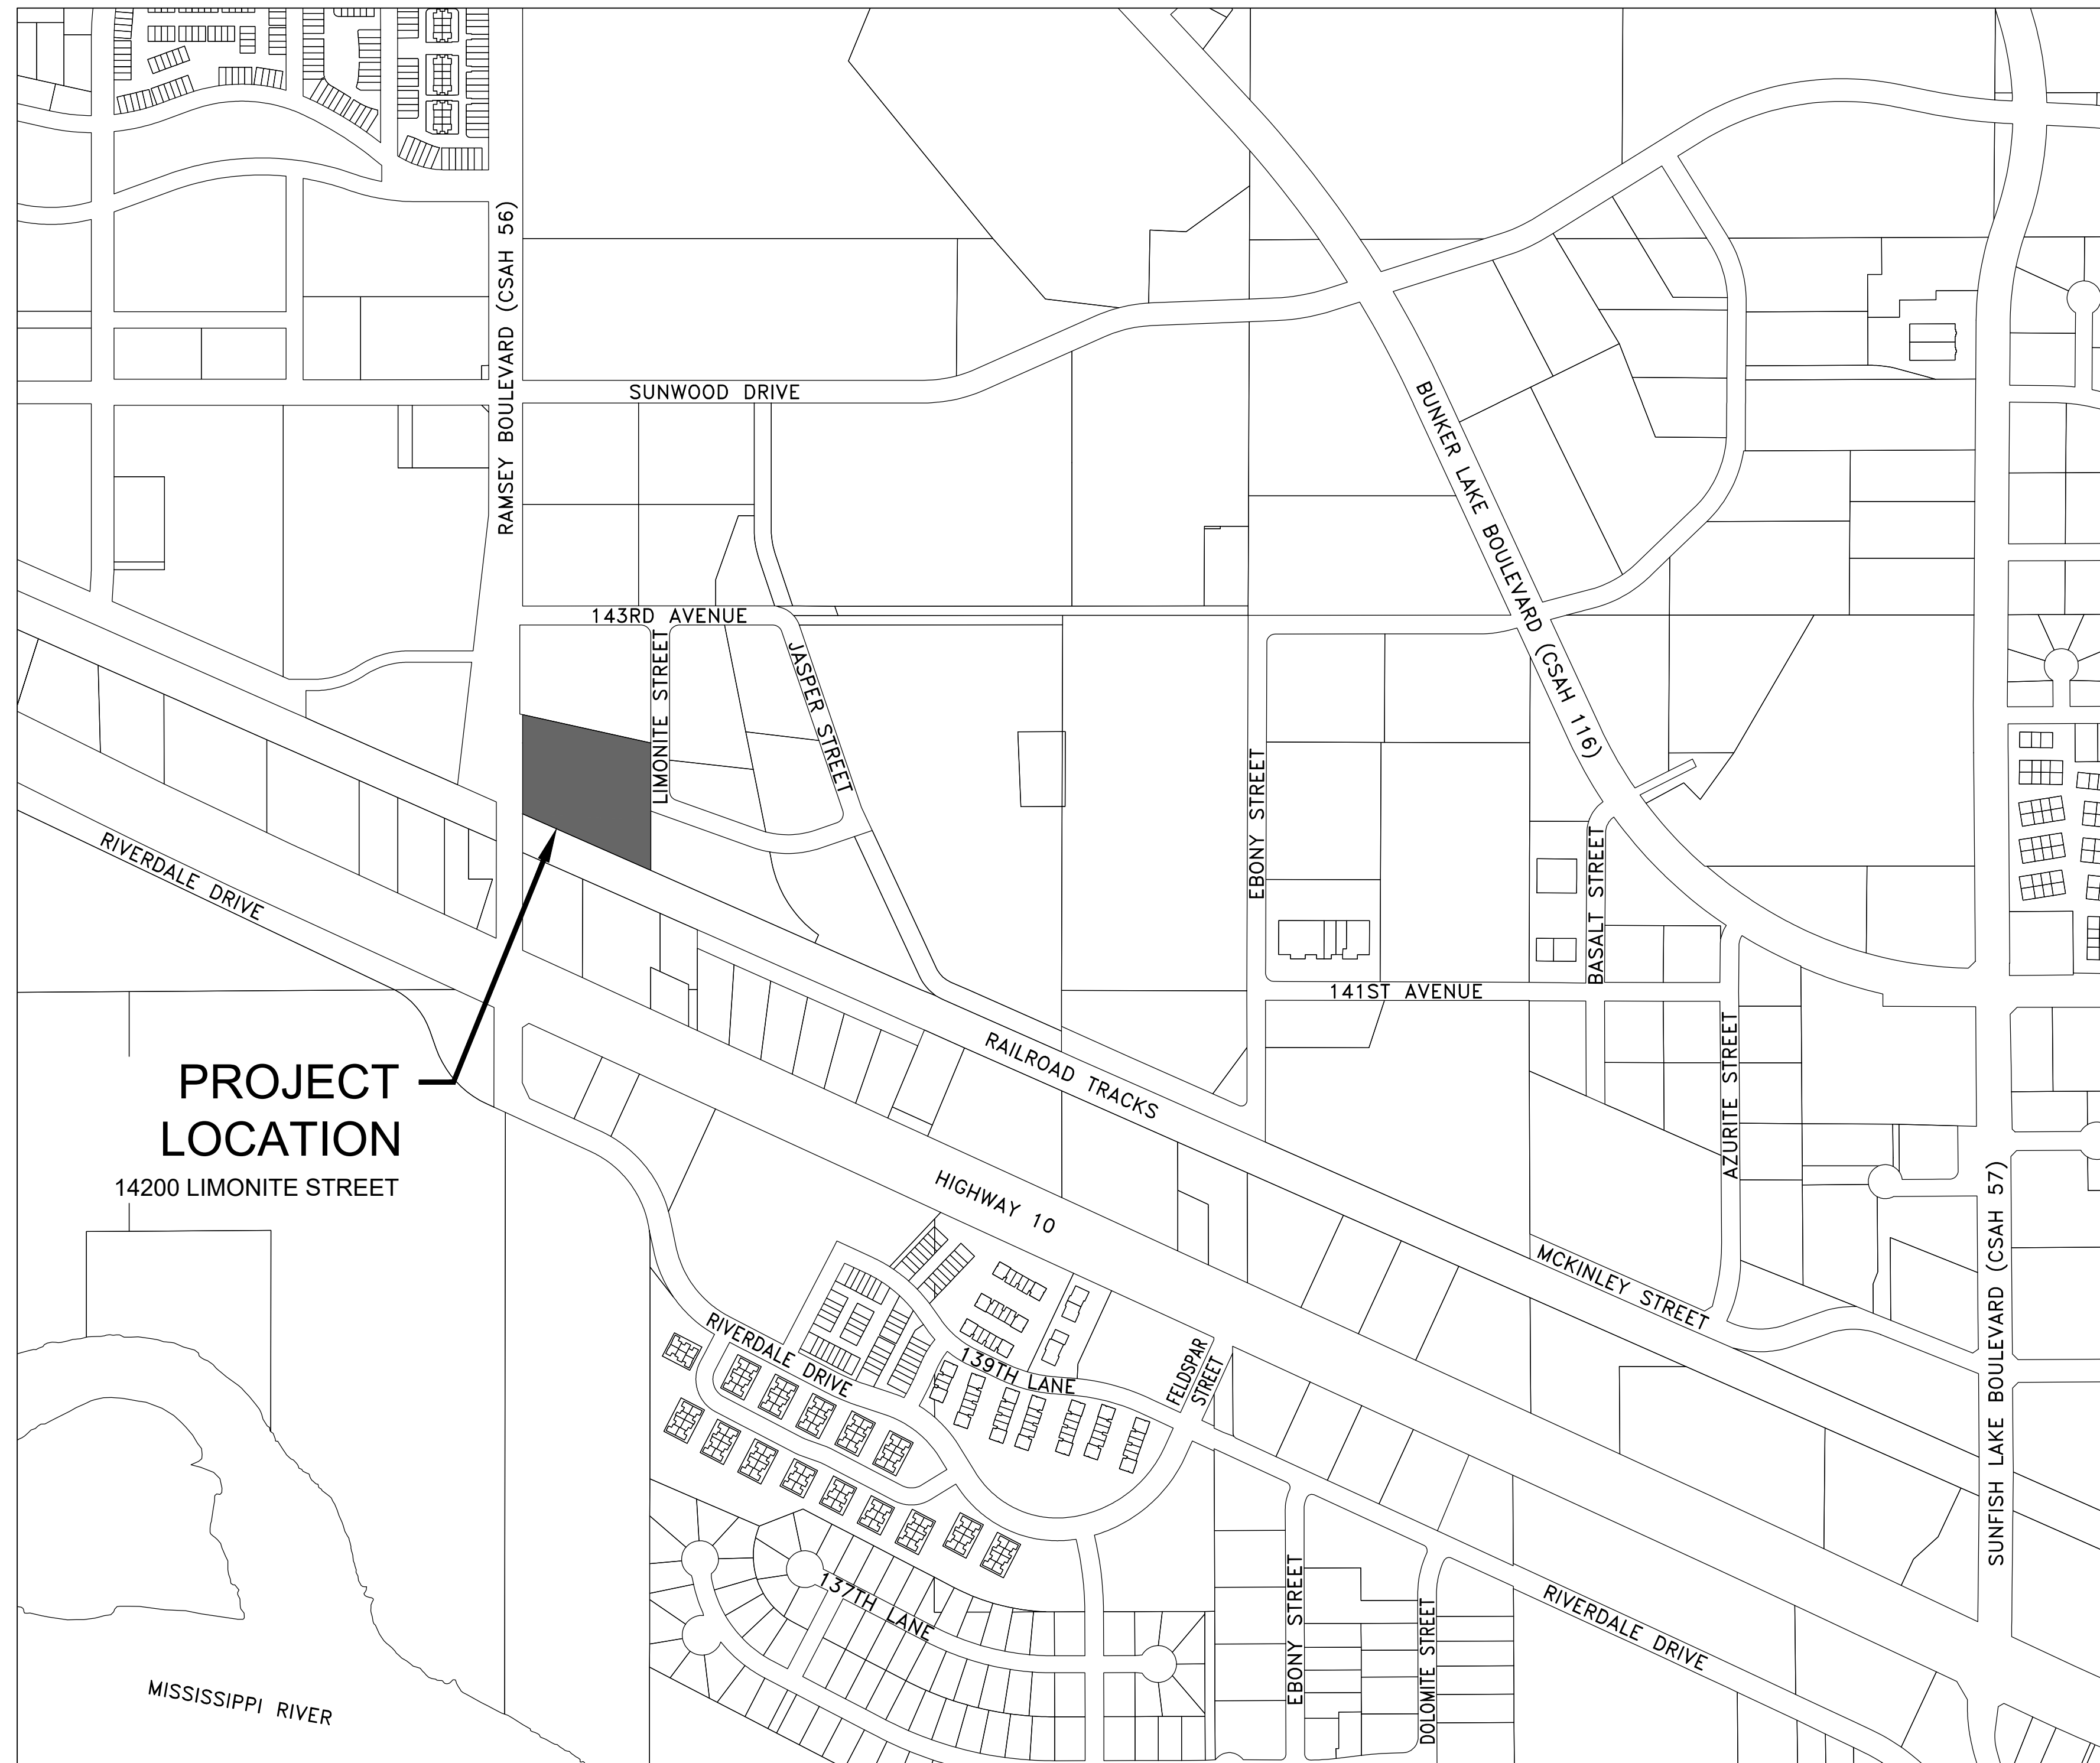 RAMSEY BOULEVARD (CSAH 56)
SUNWOOD DRIVE
BUNKER LAKE BOULEVARD (CSAH 116)
143RD AVENUE
LIMONITE STREET
JASPER STREET
EBONY STREET
BASALT STREET
RIVERDALE DRIVE
141ST AVENUE
AZURITE STREET
RAILROAD TRACKS
PROJECT
LOCATION
14200 LIMONITE STREET
HIGHWAY 10
MCKINLEY STREET
SUNFISH LAKE BOULEVARD (CSAH 57)
RIVERDALE DRIVE
139TH LANE
FELDSPAR
STREET
137TH LANE
EBONY STREET
DOLOMITE STREET
RIVERDALE DRIVE
MISSISSIPPI RIVER